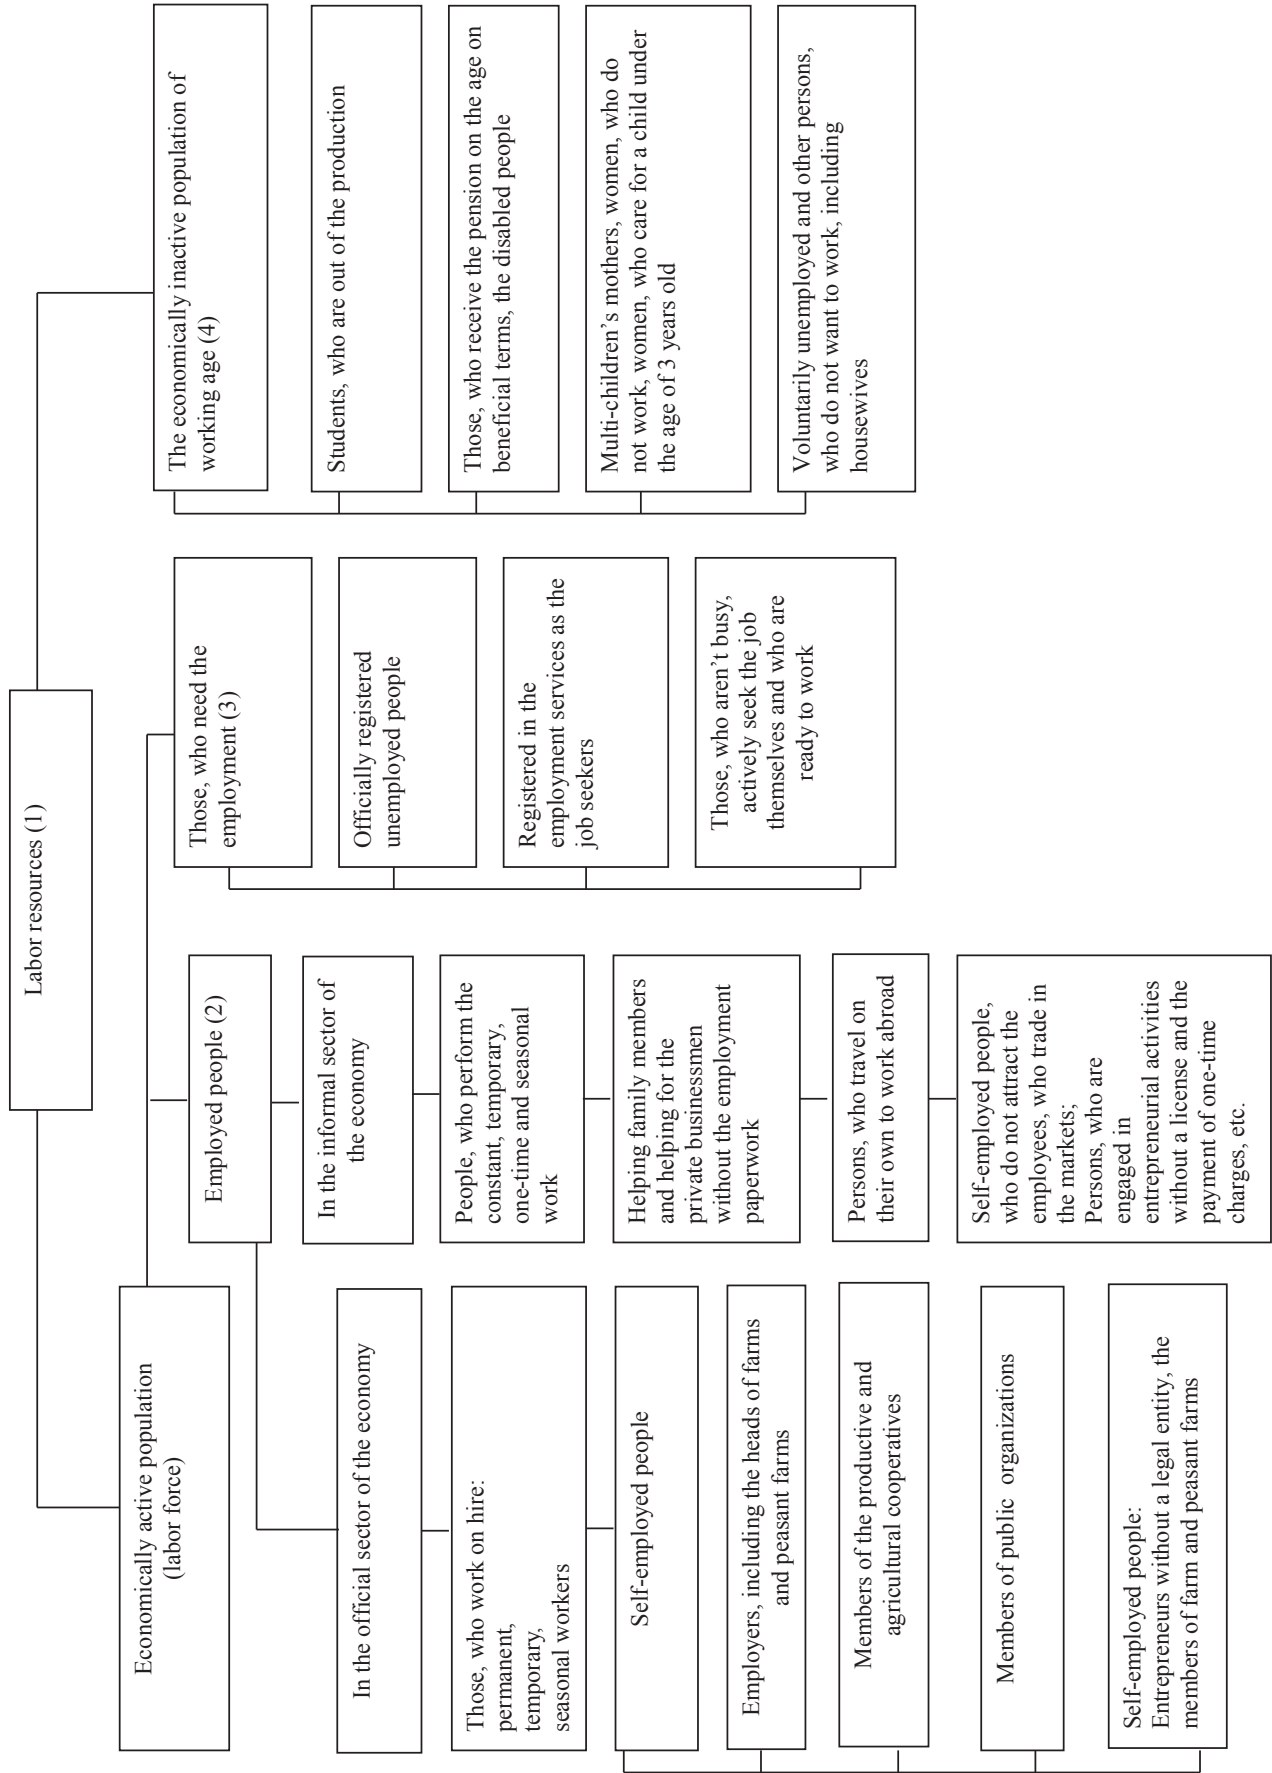 Labor resources (1)
Economically active population
(labor force)
Employed people (2)
Those, who need the
employment (3)
The economically inactive population of
working age (4)
In the official sector of the economy
Those, who work on hire:
permanent,
temporary,
seasonal workers
Self-employed people
Employers, including the heads of farms
and peasant farms
Members of the productive and
agricultural cooperatives
Members of public organizations
Self-employed people:
Entrepreneurs without a legal entity, the
members of farm and peasant farms
In the informal sector of
the economy
People, who perform the
constant, temporary,
one-time and seasonal
work
Helping family members
and helping for the
private businessmen
without the employment
paperwork
Persons, who travel on
their own to work abroad
Self-employed people,
who do not attract the
employees, who trade in
the markets;
Persons, who are
engaged in
entrepreneurial activities
without a license and the
payment of one-time
charges, etc.
Officially registered
unemployed people
Registered in the
employment services as the
job seekers
Those, who aren't busy,
actively seek the job
themselves and who are
ready to work
Students, who are out of the production
Those, who receive the pension on the age on
beneficial terms, the disabled people
Multi-children's mothers, women, who do
not work, women, who care for a child under
the age of 3 years old
Voluntarily unemployed and other persons,
who do not want to work, including
housewives